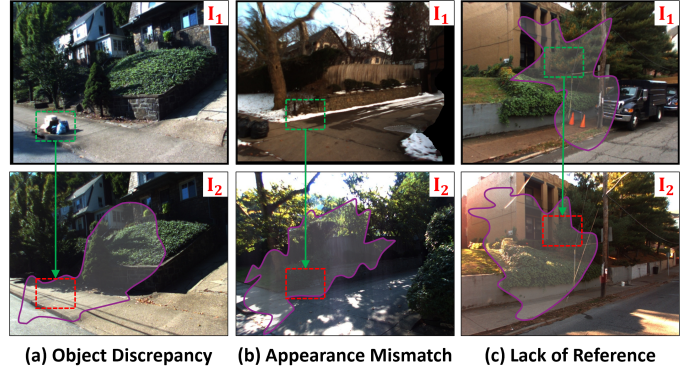 I1
I1
I1
I2
I2
I2
(a) Object Discrepancy
(b) Appearance Mismatch
(c) Lack of Reference